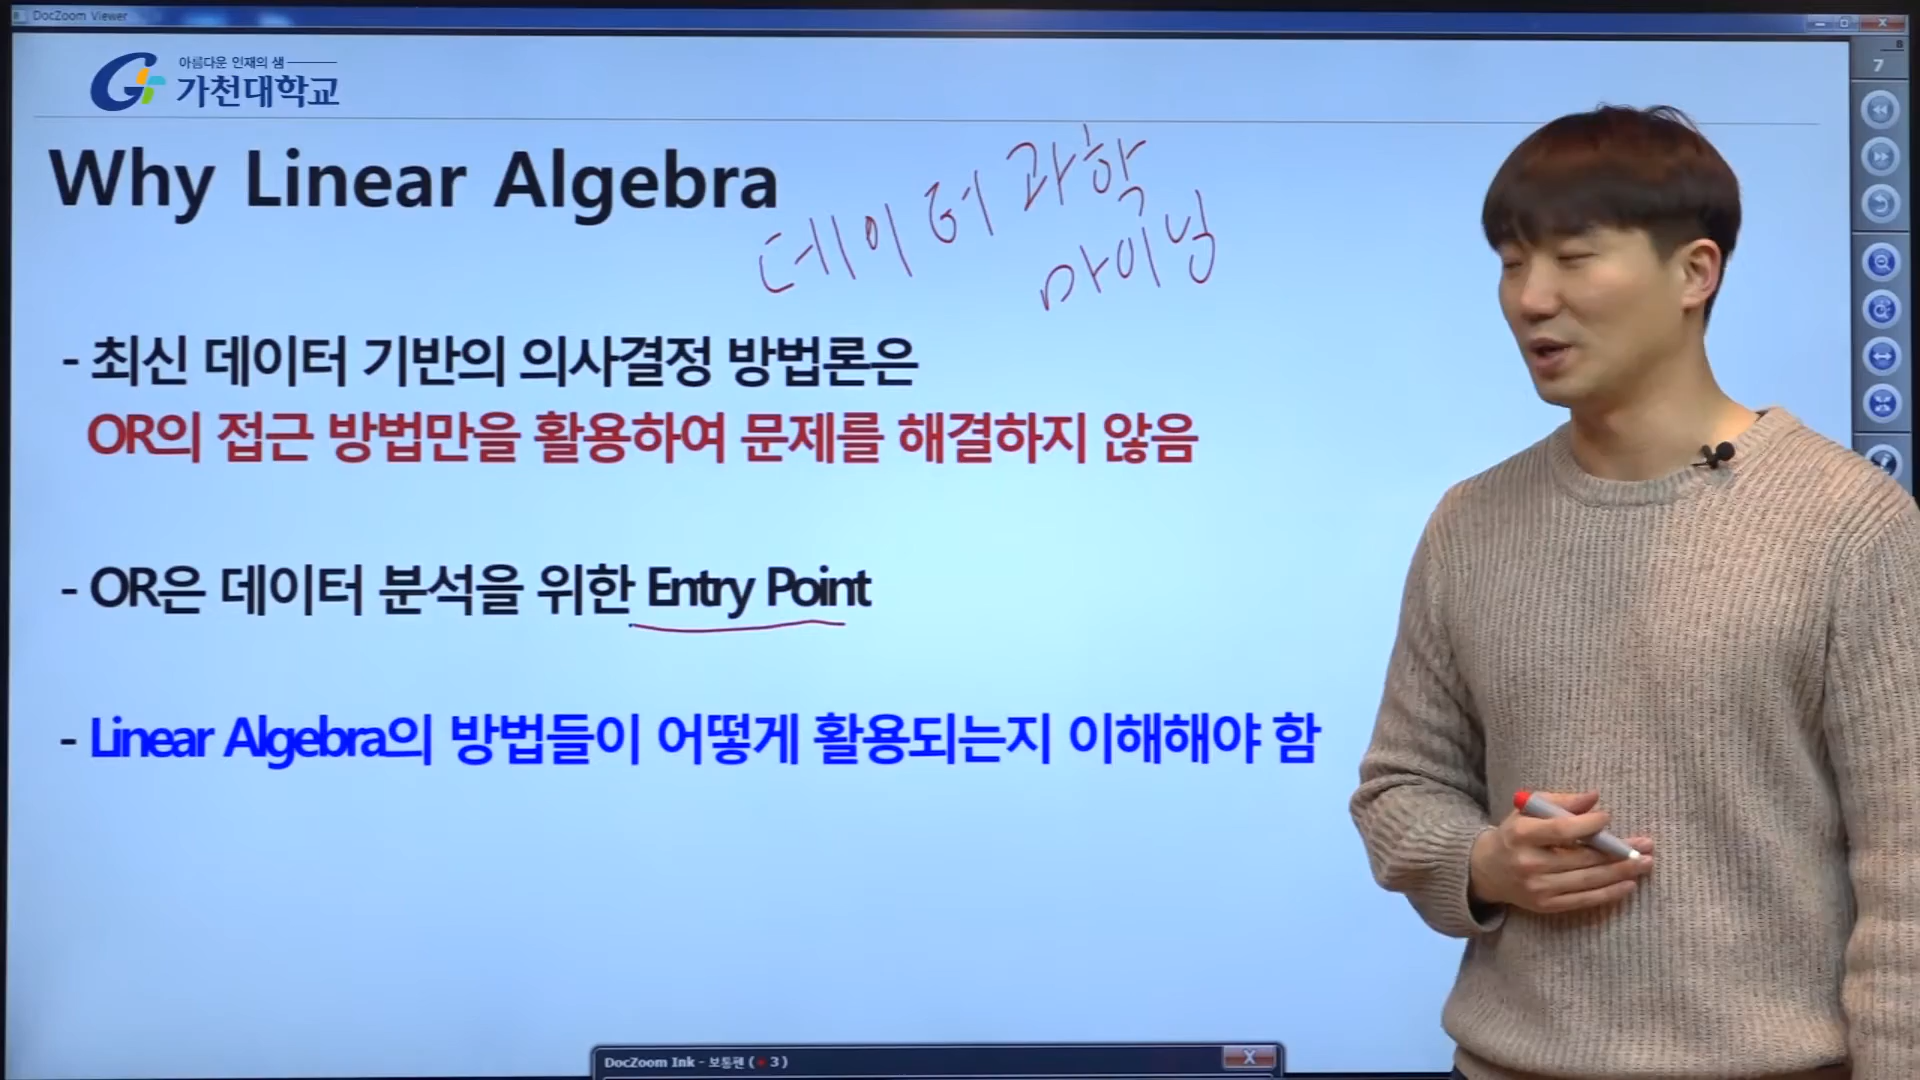 DocZoom Viewer
7
아름다운 인재의 샘
가천대학교
Why Linear Algebra
데이터 과학
마이닝
- 최신 데이터 기반의 의사결정 방법론은
OR의 접근 방법만을 활용하여 문제를 해결하지 않음
- OR은 데이터 분석을 위한 Entry Point
- Linear Algebra의 방법들이 어떻게 활용되는지 이해해야 함
DocZoom Ink - 보통펜 ( 3 )